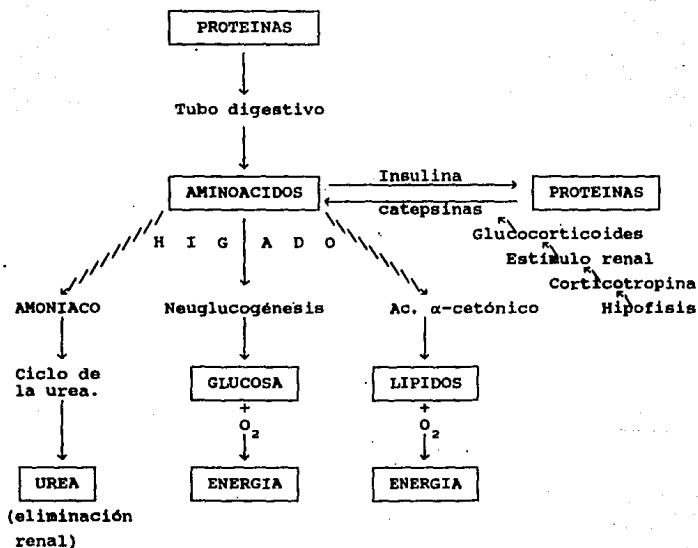 PROTEINAS
Tubo digestivo
AMINOACIDOS
Insulina
catepsinas
PROTEINAS
Glucocorticoides
Estímulo renal
Corticotropina
Hipofisis
H I G A D O
AMONIACO
Neuglucogénesis
Ac. α-cetónico
Ciclo de
la urea.
GLUCOSA
LIPIDOS
+
+
O2
O2
UREA
ENERGIA
ENERGIA
(eliminación
renal)